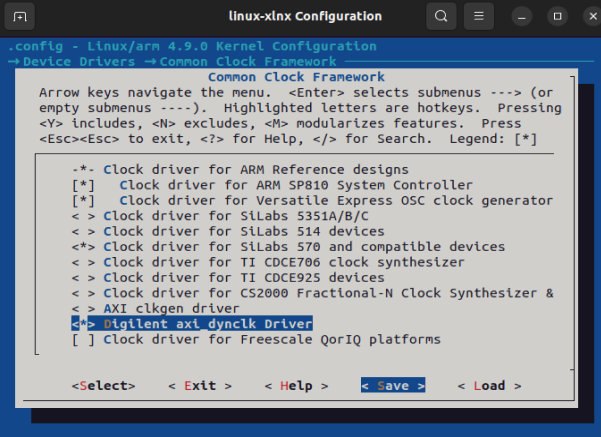 linux-xlnx Configuration
.config - Linux/arm 4.9.0 Kernel Configuration
→ Device Drivers → Common Clock Framework
Common Clock Framework
Arrow keys navigate the menu. <Enter> selects submenus ---> (or
empty submenus ----). Highlighted letters are hotkeys. Pressing
<Y> includes, <N> excludes, <M> modularizes features. Press
<Esc><Esc> to exit, <?> for Help, </> for Search. Legend: [*]
-*- Clock driver for ARM Reference designs
[*] Clock driver for ARM SP810 System Controller
[*] Clock driver for Versatile Express OSC clock generator
< > Clock driver for SiLabs 5351A/B/C
< > Clock driver for SiLabs 514 devices
<*> Clock driver for SiLabs 570 and compatible devices
< > Clock driver for TI CDCE706 clock synthesizer
< > Clock driver for TI CDCE925 devices
< > Clock driver for CS2000 Fractional-N Clock Synthesizer &
< > AXI clkgen driver
<*> Digilent axi_dynclk Driver
[ ] Clock driver for Freescale QorIQ platforms
<Select> < Exit > < Help > < Save > < Load >